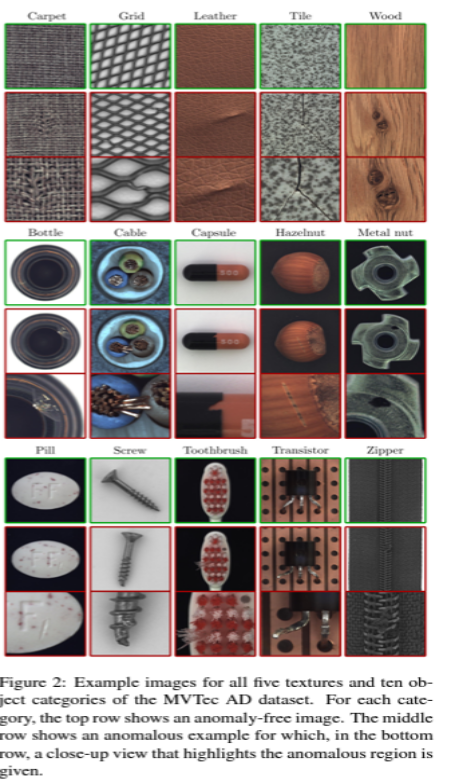 Carpet Grid Leather Tile Wood
Bottle Cable Capsule Hazelnut Metal nut
500
500
Pill Screw Toothbrush Transistor Zipper
FF
Figure 2: Example images for all five textures and ten ob-
ject categories of the MVTec AD dataset. For each cate-
gory, the top row shows an anomaly-free image. The middle
row shows an anomalous example for which, in the bottom
row, a close-up view that highlights the anomalous region is
given.